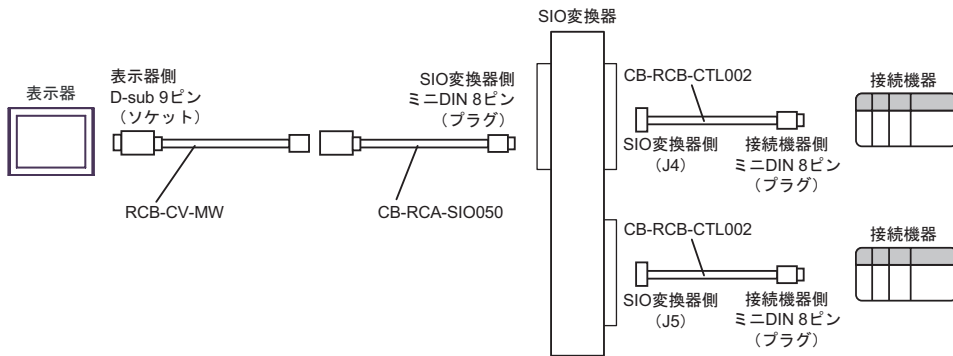 SIO変換器
表示器
表示器側
D-sub 9ピン
（ソケット）
SIO変換器側
ミニDIN 8ピン
（プラグ）
RCB-CV-MW
CB-RCA-SIO050
CB-RCB-CTL002
接続機器
SIO変換器側
（J4）
接続機器側
ミニDIN 8ピン
（プラグ）
CB-RCB-CTL002
接続機器
SIO変換器側
（J5）
接続機器側
ミニDIN 8ピン
（プラグ）